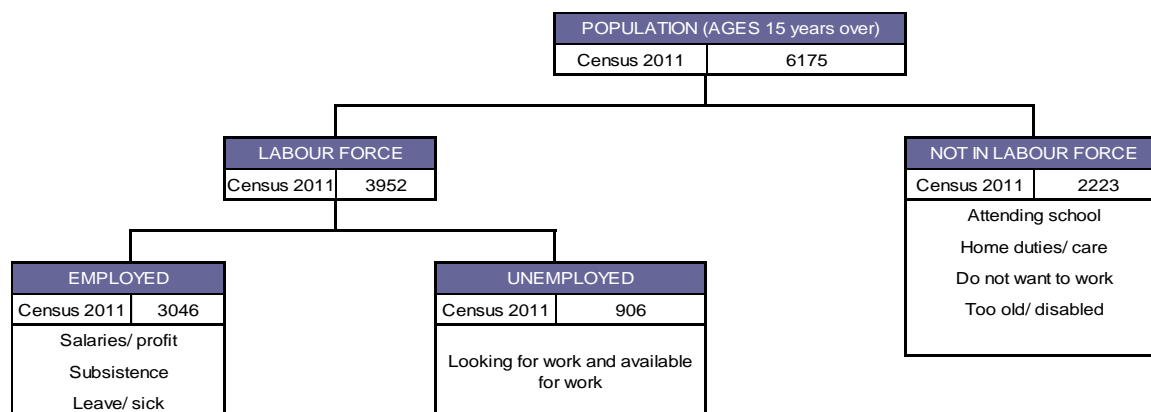 POPULATION (AGES 15 years over)
Census 2011 6175
LABOUR FORCE
Census 2011 3952
NOT IN LABOUR FORCE
Census 2011 2223
Attending school
Home duties/ care
Do not want to work
Too old/ disabled
EMPLOYED
Census 2011 3046
Salaries/ profit
Subsistence
Leave/ sick
UNEMPLOYED
Census 2011 906
Looking for work and available
for work